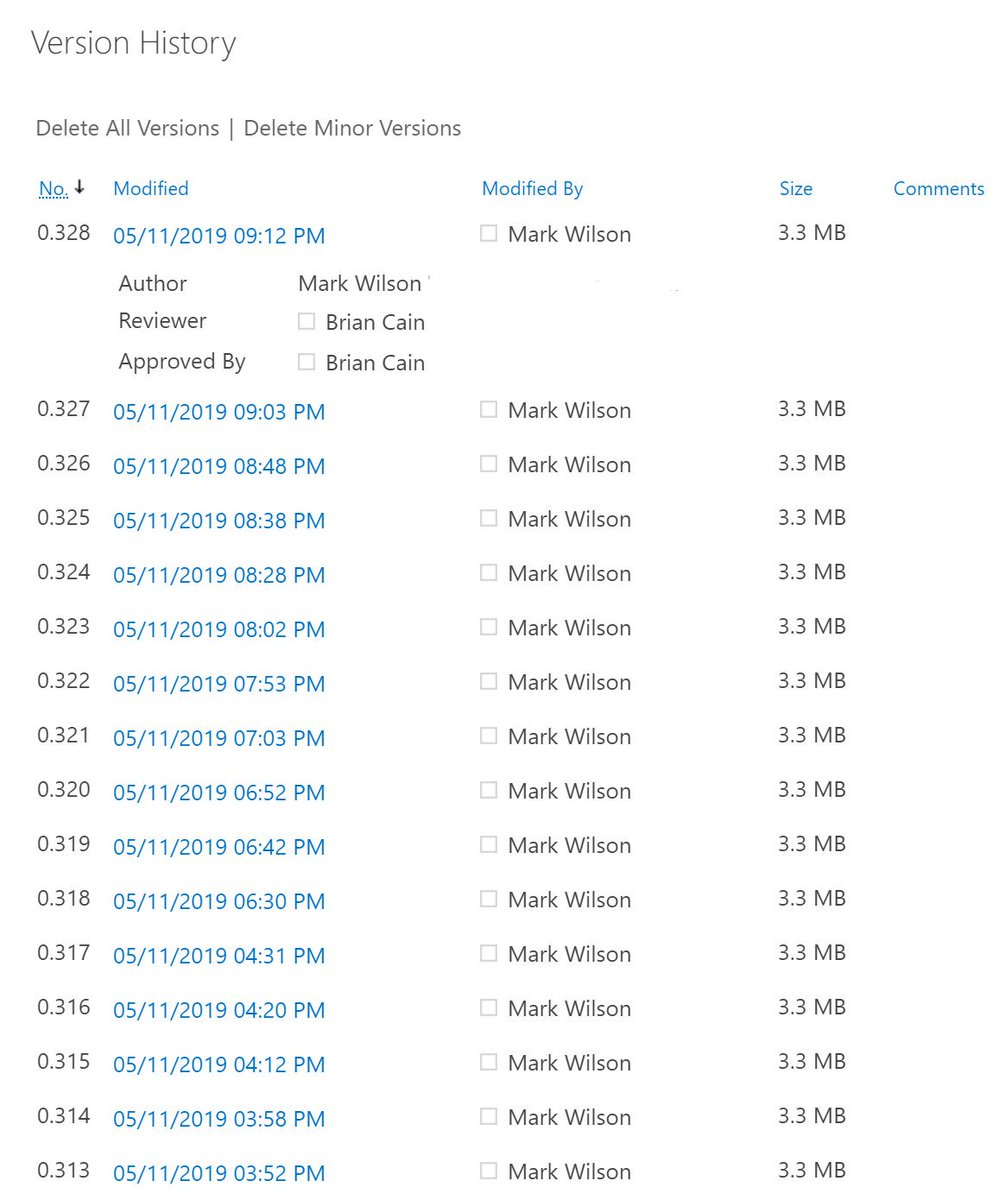 Version History
Delete All Versions | Delete Minor Versions
No. Modified Modified By Size Comments
0.328 05/11/2019 09:12 PM Mark Wilson 3.3 MB
Author Mark Wilson
Reviewer Brian Cain
Approved By Brian Cain
0.327 05/11/2019 09:03 PM Mark Wilson 3.3 MB
0.326 05/11/2019 08:48 PM Mark Wilson 3.3 MB
0.325 05/11/2019 08:38 PM Mark Wilson 3.3 MB
0.324 05/11/2019 08:28 PM Mark Wilson 3.3 MB
0.323 05/11/2019 08:02 PM Mark Wilson 3.3 MB
0.322 05/11/2019 07:53 PM Mark Wilson 3.3 MB
0.321 05/11/2019 07:03 PM Mark Wilson 3.3 MB
0.320 05/11/2019 06:52 PM Mark Wilson 3.3 MB
0.319 05/11/2019 06:42 PM Mark Wilson 3.3 MB
0.318 05/11/2019 06:30 PM Mark Wilson 3.3 MB
0.317 05/11/2019 04:31 PM Mark Wilson 3.3 MB
0.316 05/11/2019 04:20 PM Mark Wilson 3.3 MB
0.315 05/11/2019 04:12 PM Mark Wilson 3.3 MB
0.314 05/11/2019 03:58 PM Mark Wilson 3.3 MB
0.313 05/11/2019 03:52 PM Mark Wilson 3.3 MB